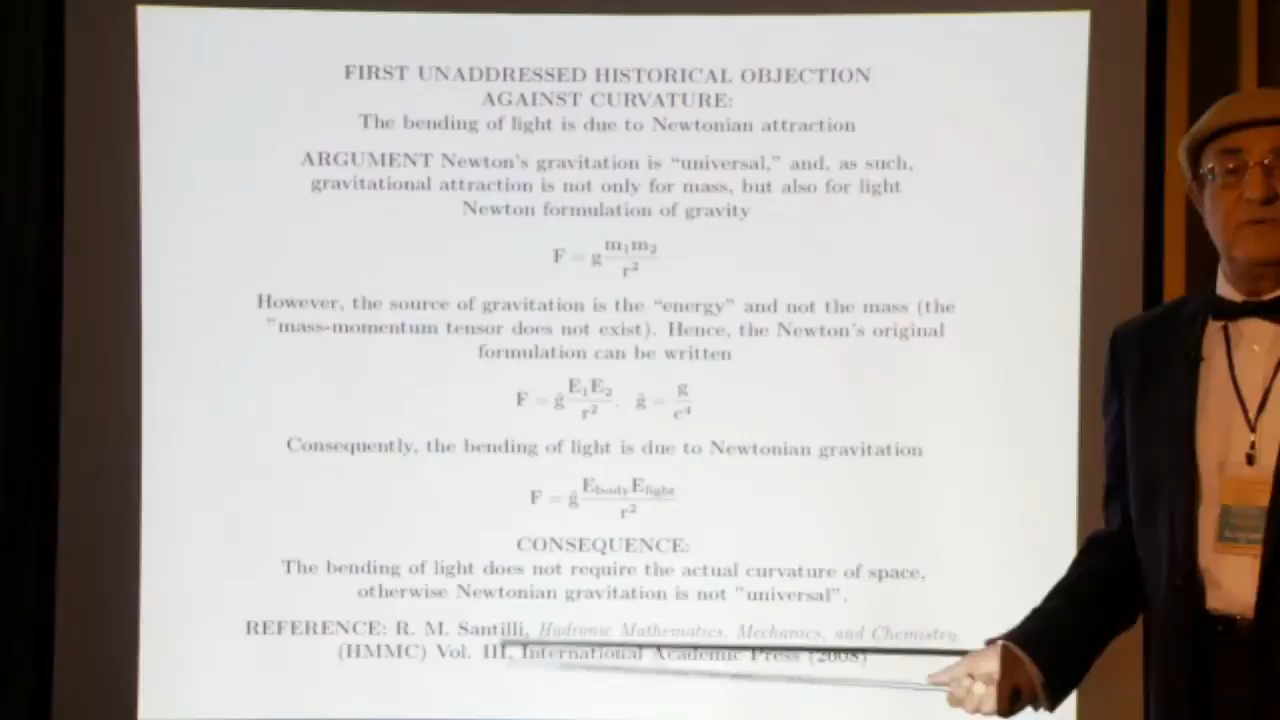 FIRST UNADDRESSED HISTORICAL OBJECTION
AGAINST CURVATURE:
The bending of light is due to Newtonian attraction
ARGUMENT Newton's gravitation is “universal,” and, as such,
gravitational attraction is not only for mass, but also for light
Newton formulation of gravity
F = g m₁m₂ / r²
However, the source of gravitation is the “energy” and not the mass (the
"mass-momentum tensor does not exist). Hence, the Newton's original
formulation can be written
F = ĝ E₁E₂ / r² . ĝ = g / c⁴
Consequently, the bending of light is due to Newtonian gravitation
F = ĝ E_body E_light / r²
CONSEQUENCE:
The bending of light does not require the actual curvature of space,
otherwise Newtonian gravitation is not "universal".
REFERENCE: R. M. Santilli, Hadronic Mathematics, Mechanics, and Chemistry,
(HMMC) Vol. III, International Academic Press (2008)